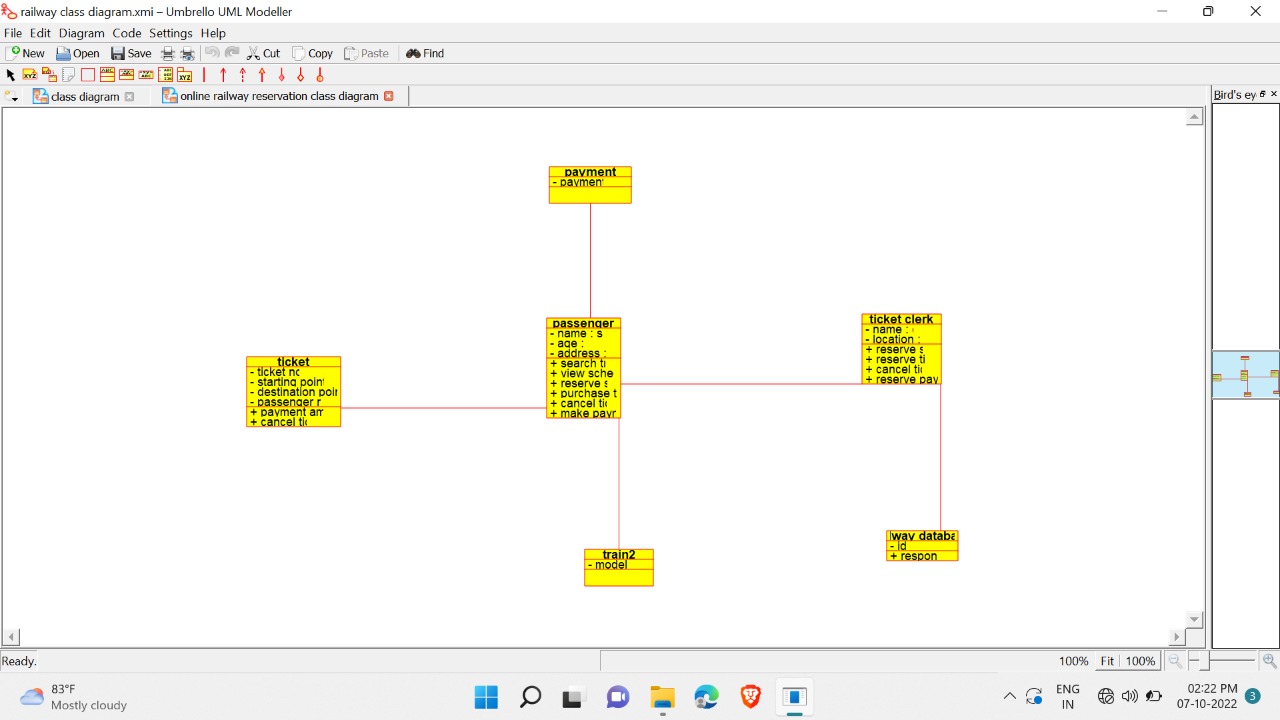 railway class diagram.xmi – Umbrello UML Modeller
File Edit Diagram Code Settings Help
New Open Save Cut Copy Paste Find
class diagram online railway reservation class diagram
Bird's ey
payment
- payment
passenger
- name : s
- age :
- address :
+ search ti
+ view sche
+ reserve s
+ purchase t
+ cancel tic
+ make payr
ticket clerk
- name :
- location :
+ reserve s
+ reserve ti
+ cancel tic
+ reserve pay
ticket
- ticket no
- starting point
- destination poin
- passenger r
+ payment am
+ cancel tic
lway databa
- id
+ respon
train2
- model
Ready.
100% Fit 100%
83°F
Mostly cloudy
ENG
IN
02:22 PM
07-10-2022
3